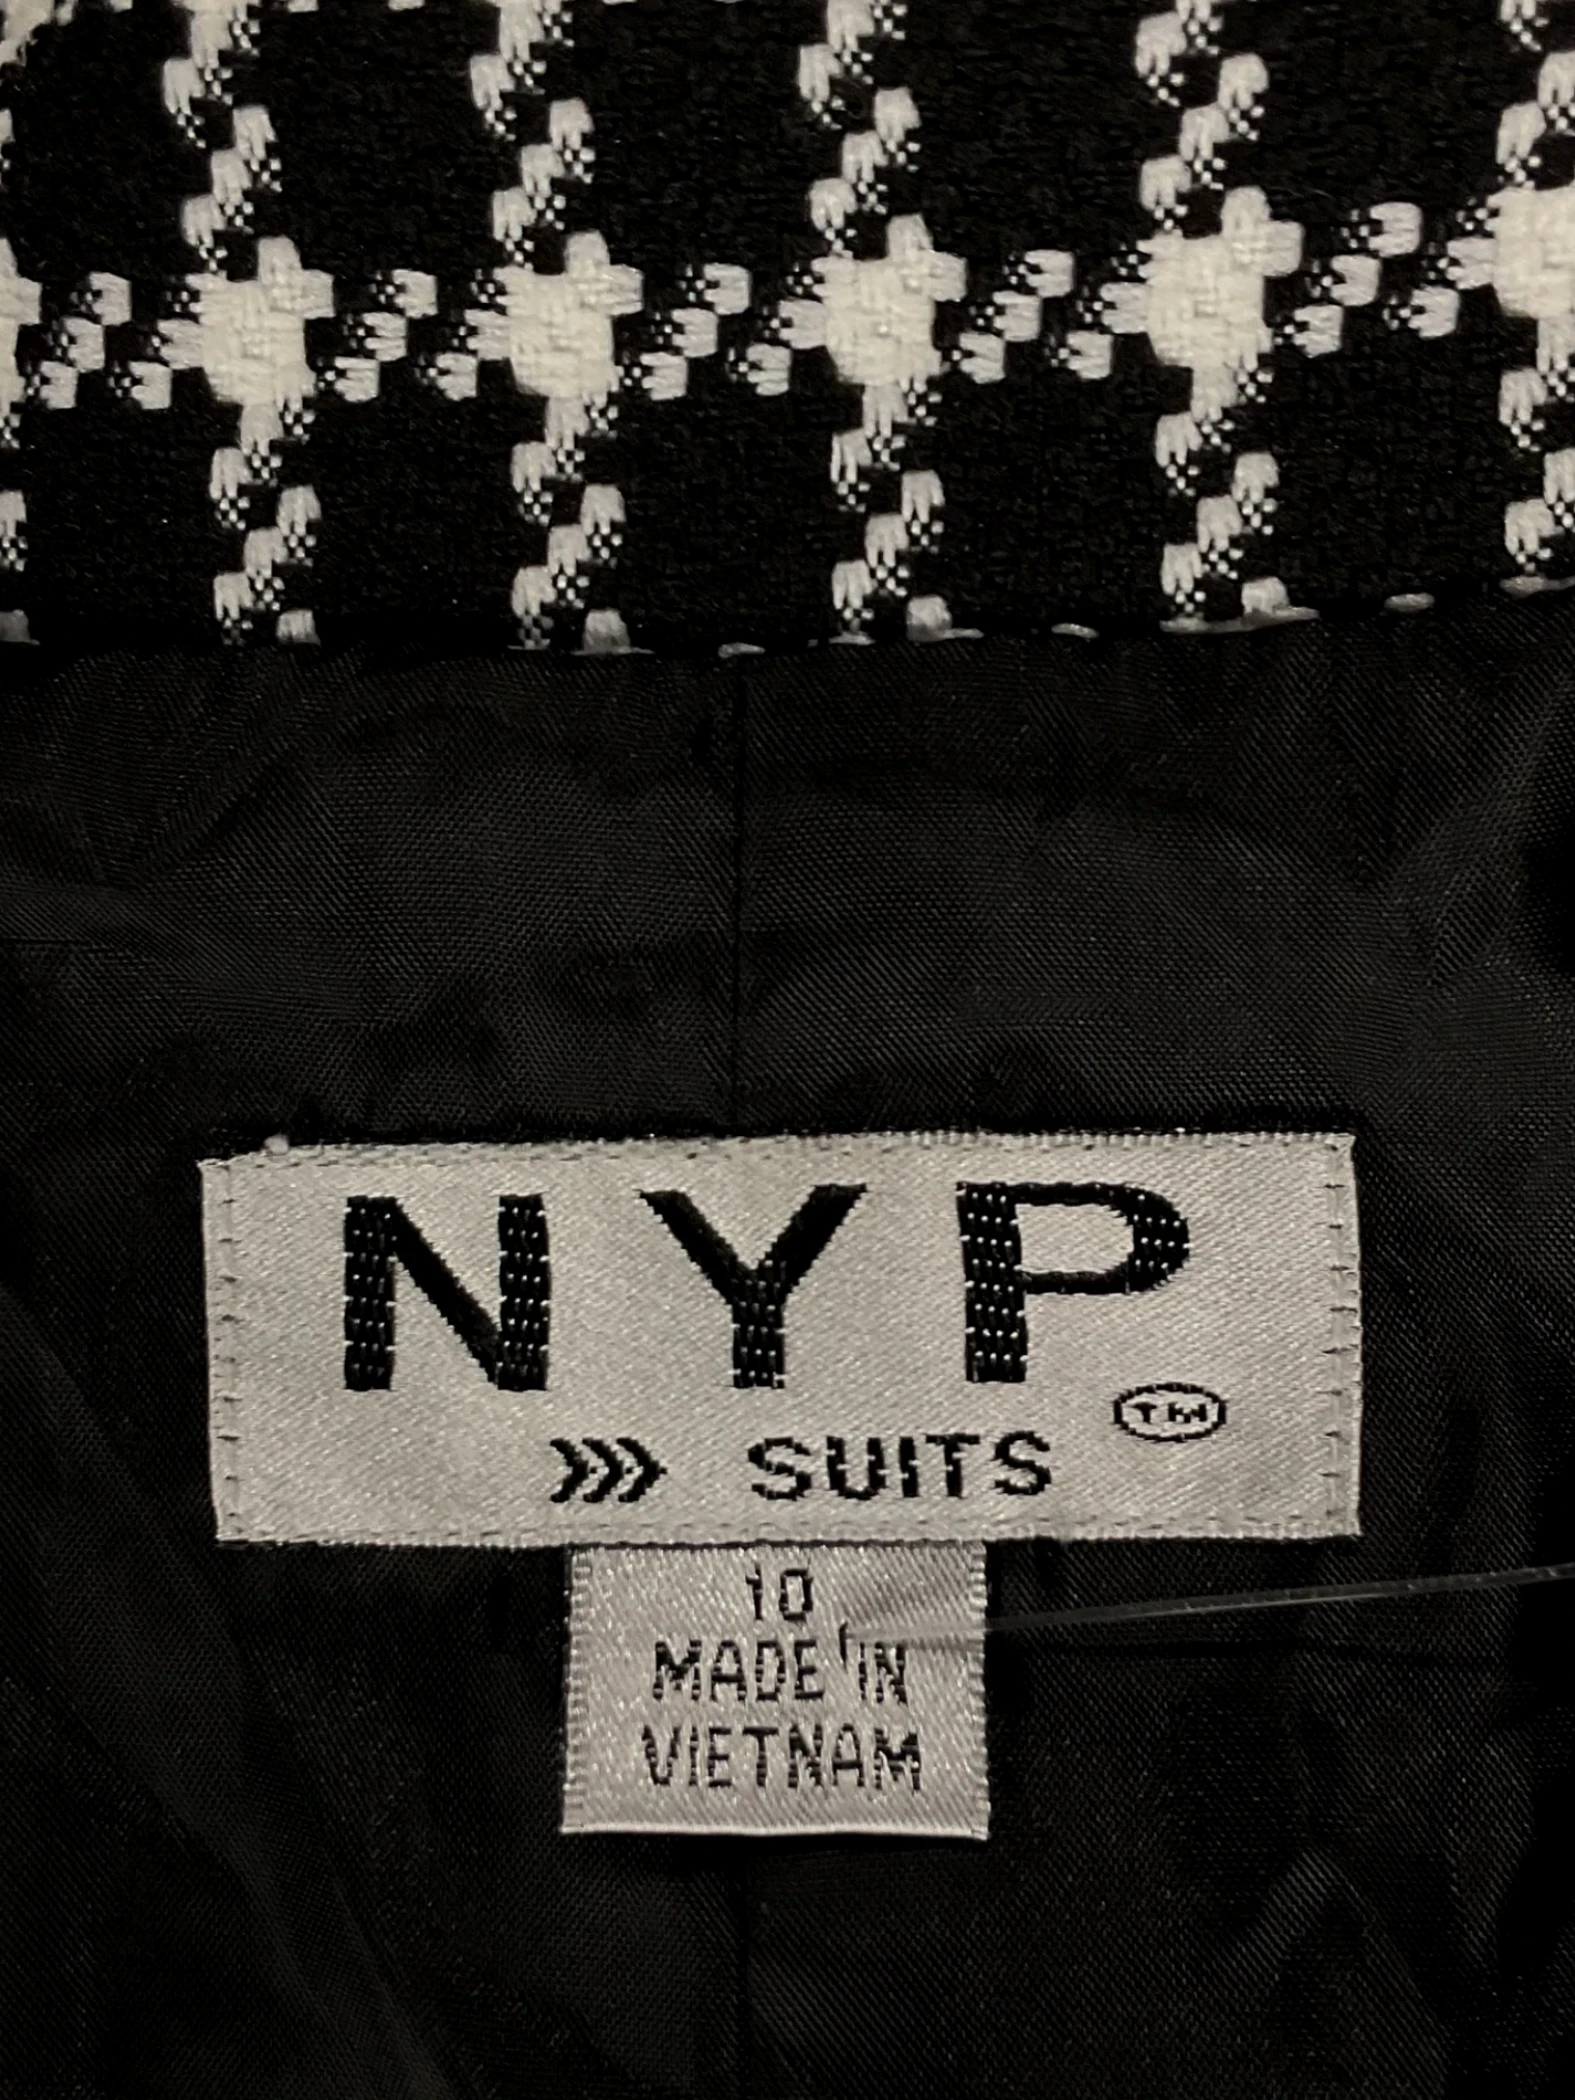 NYP
TM
>>> SUITS
10
MADE IN
VIETNAM